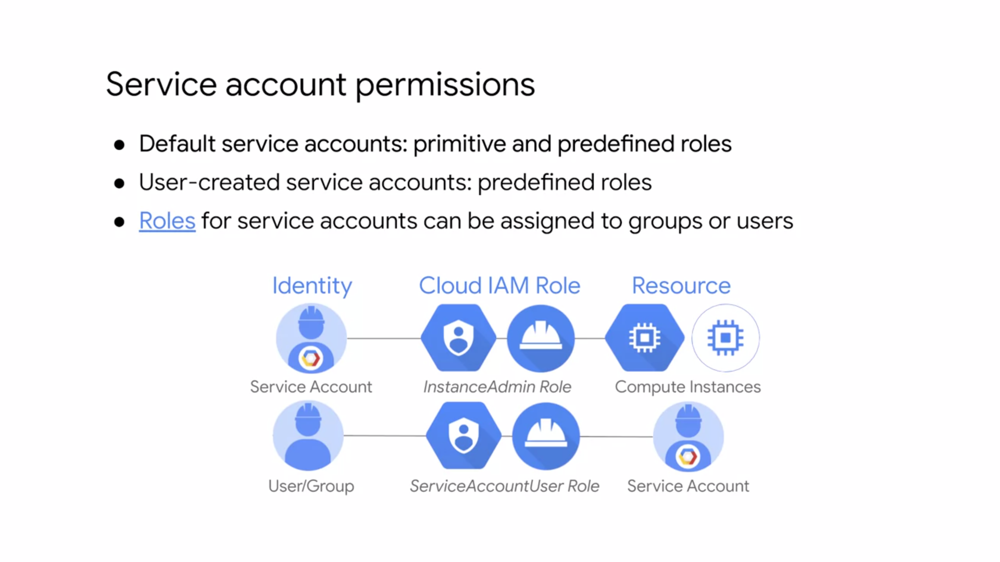 Service account permissions
● Default service accounts: primitive and predefined roles
● User-created service accounts: predefined roles
● Roles for service accounts can be assigned to groups or users
Identity Cloud IAM Role Resource
Service Account InstanceAdmin Role Compute Instances
User/Group ServiceAccountUser Role Service Account